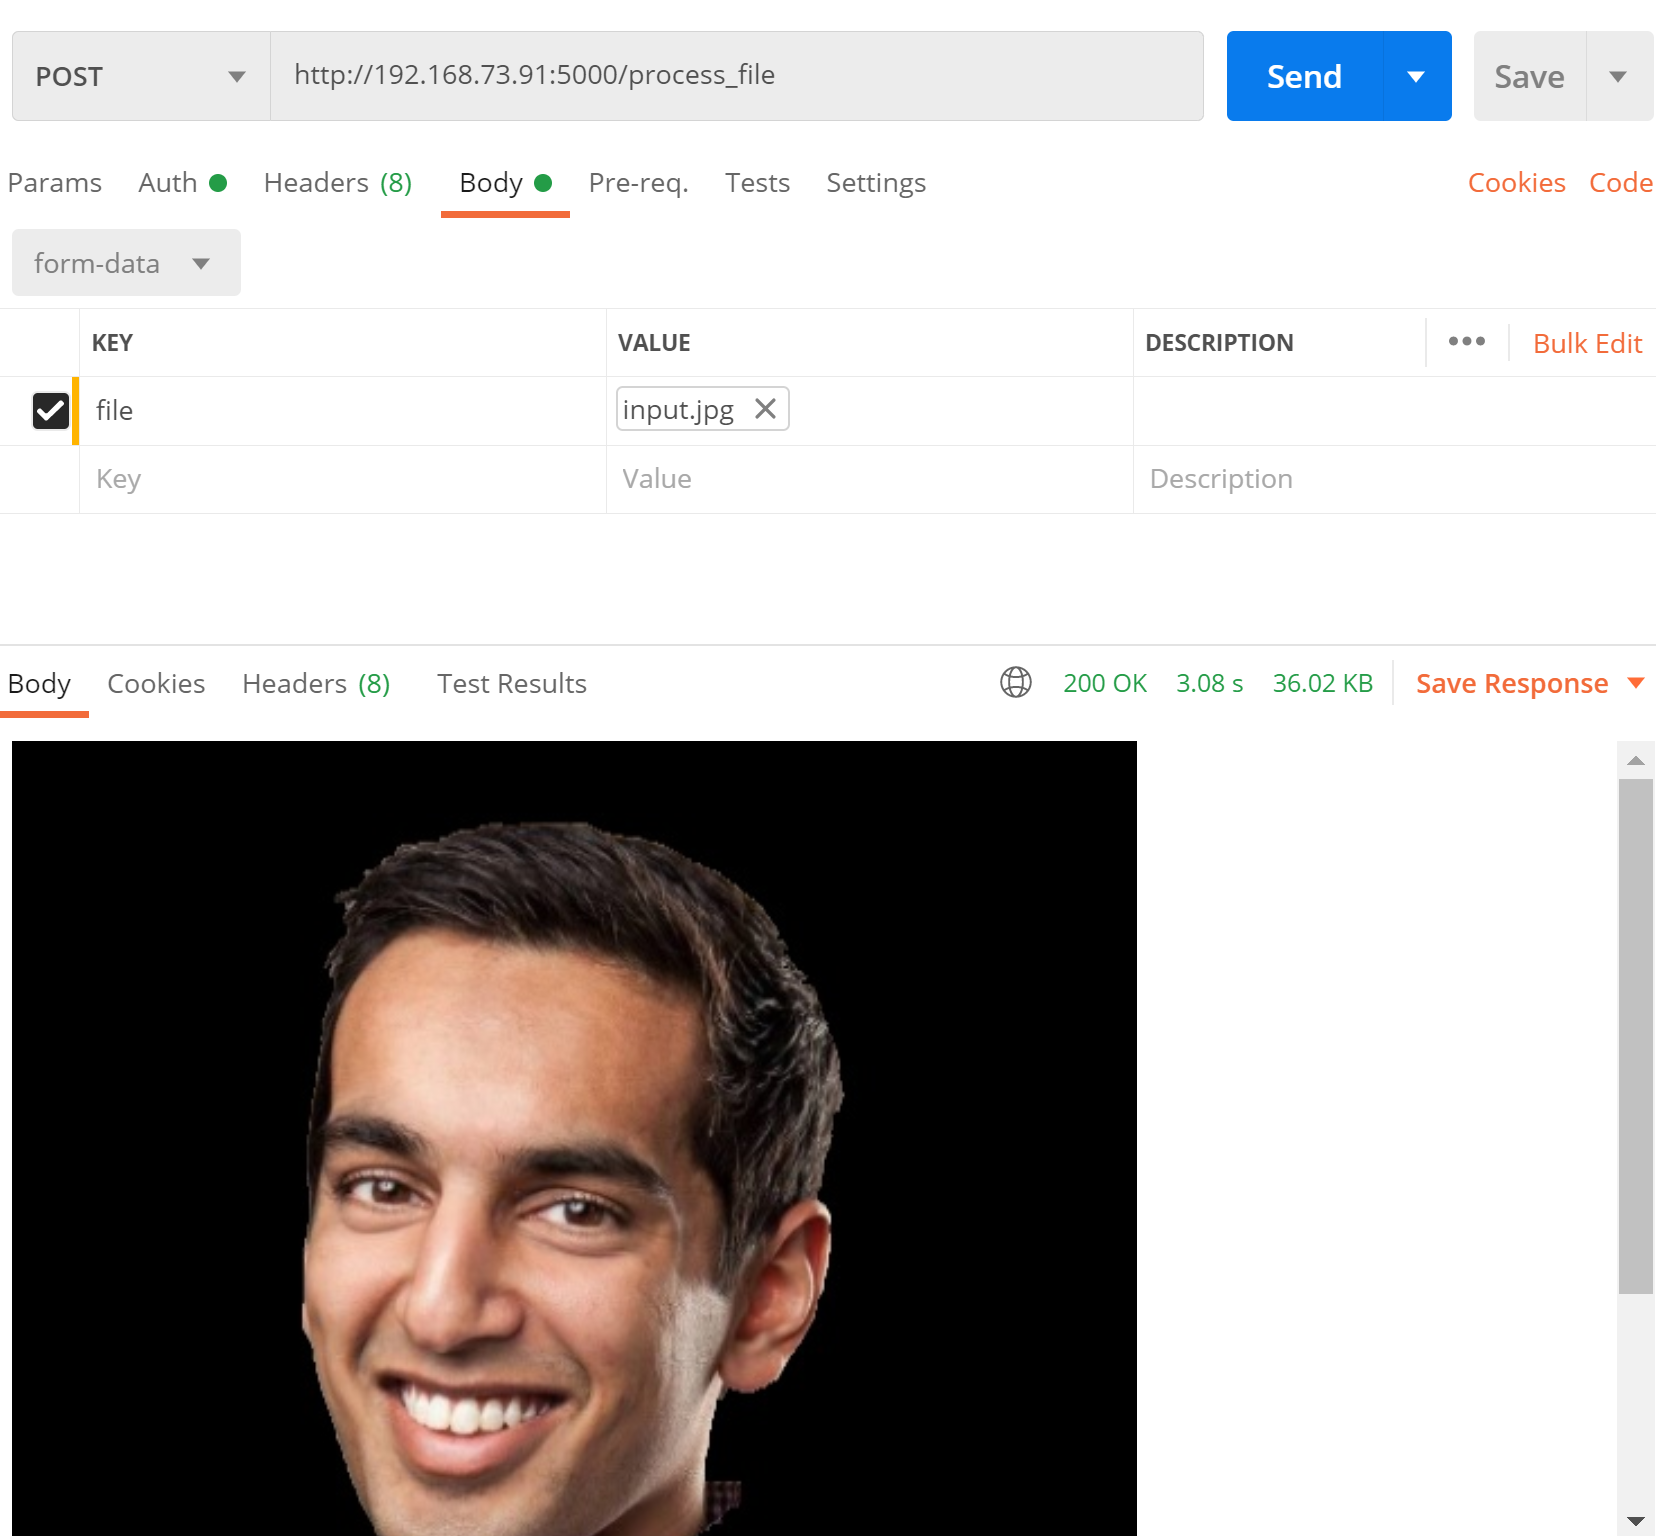 POST http://192.168.73.91:5000/process_file Send Save
Params Auth Headers (8) Body Pre-req. Tests Settings Cookies Code
form-data
KEY VALUE DESCRIPTION ••• Bulk Edit
file input.jpg
Key Value Description
Body Cookies Headers (8) Test Results 200 OK 3.08 s 36.02 KB Save Response